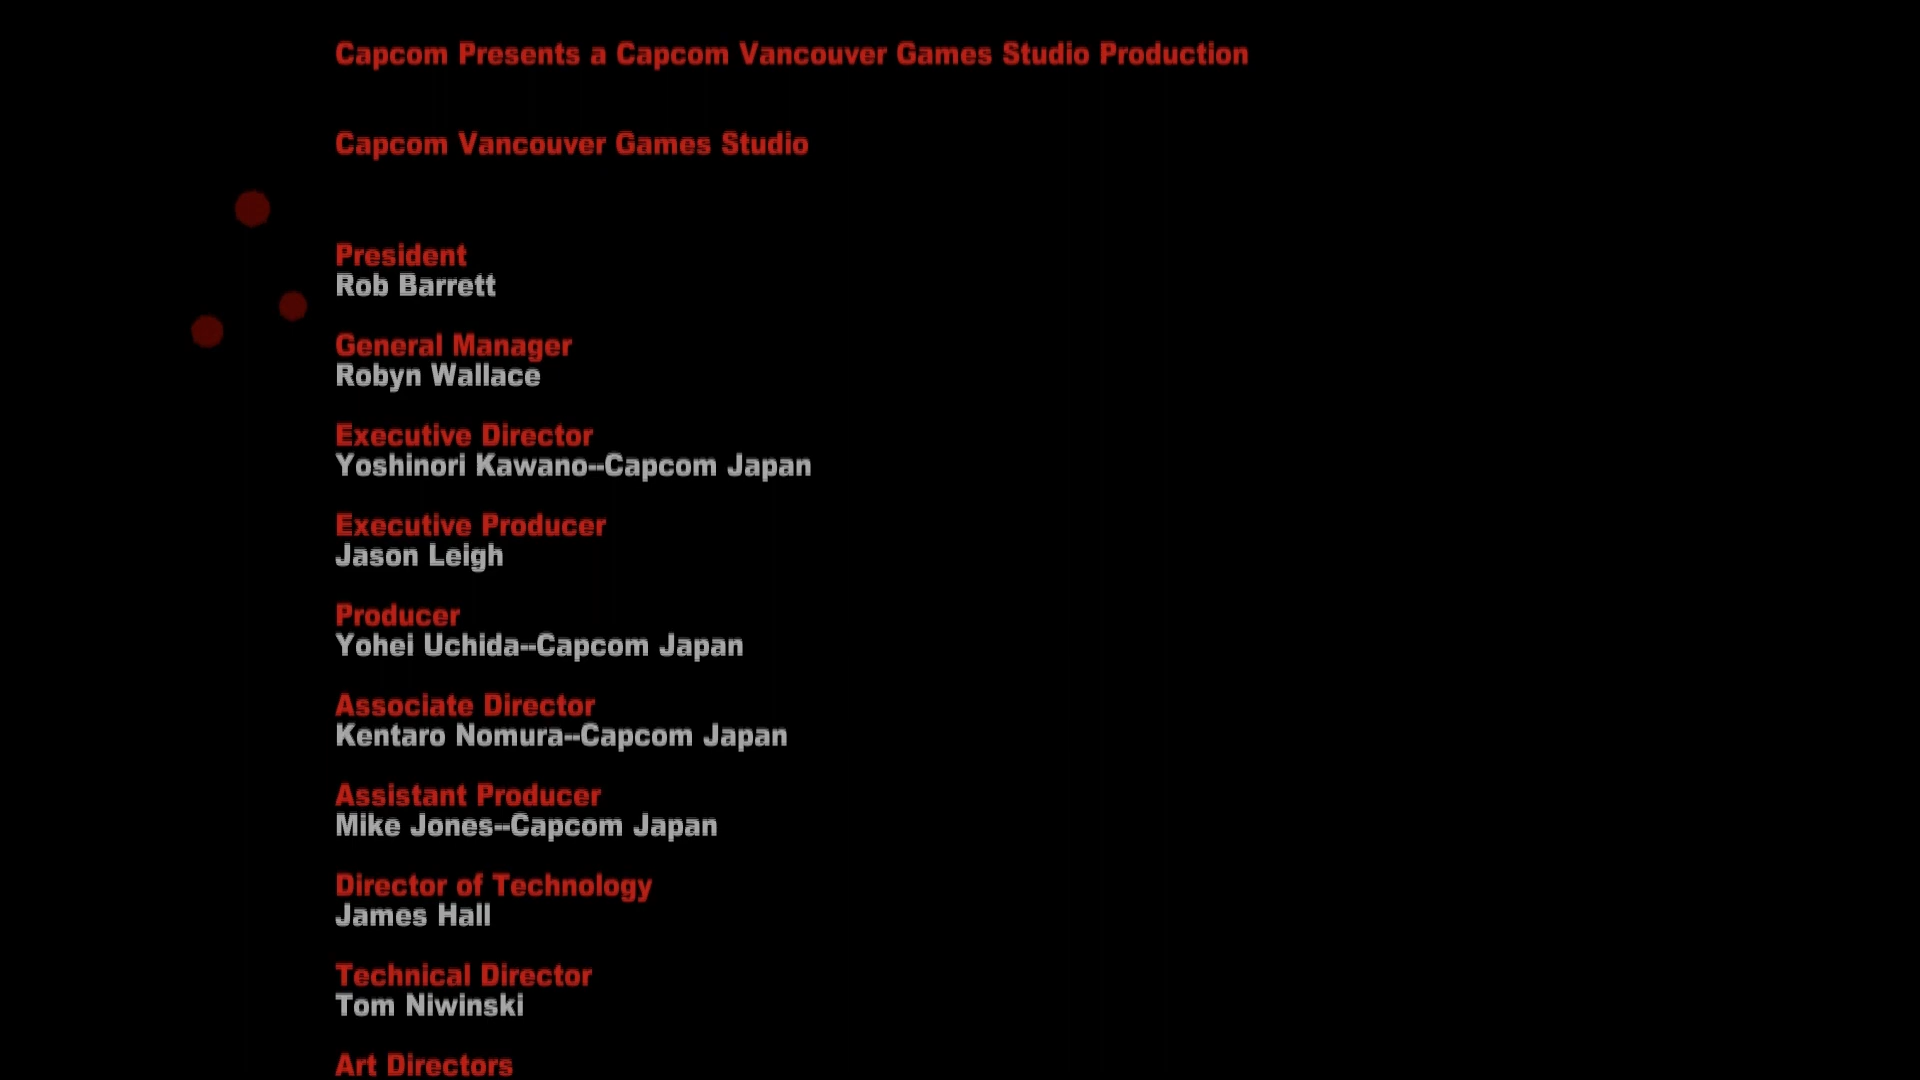 Capcom Presents a Capcom Vancouver Games Studio Production
Capcom Vancouver Games Studio
President
Rob Barrett
General Manager
Robyn Wallace
Executive Director
Yoshinori Kawano--Capcom Japan
Executive Producer
Jason Leigh
Producer
Yohei Uchida--Capcom Japan
Associate Director
Kentaro Nomura--Capcom Japan
Assistant Producer
Mike Jones--Capcom Japan
Director of Technology
James Hall
Technical Director
Tom Niwinski
Art Directors